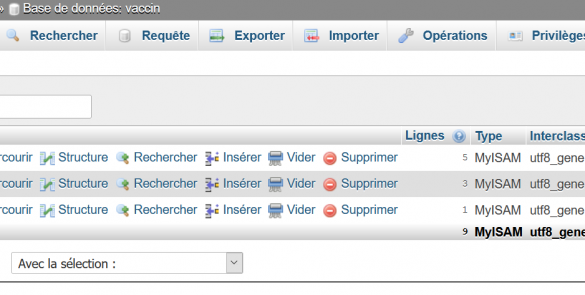 » Base de données: vaccin
Rechercher Requête Exporter Importer Opérations Privilèges
Lignes Type Interclass
rcourir Structure Rechercher Insérer Vider Supprimer 5 MyISAM utf8_gene
rcourir Structure Rechercher Insérer Vider Supprimer 3 MyISAM utf8_gene
rcourir Structure Rechercher Insérer Vider Supprimer 1 MyISAM utf8_gene
9 MyISAM utf8_gene
Avec la sélection :